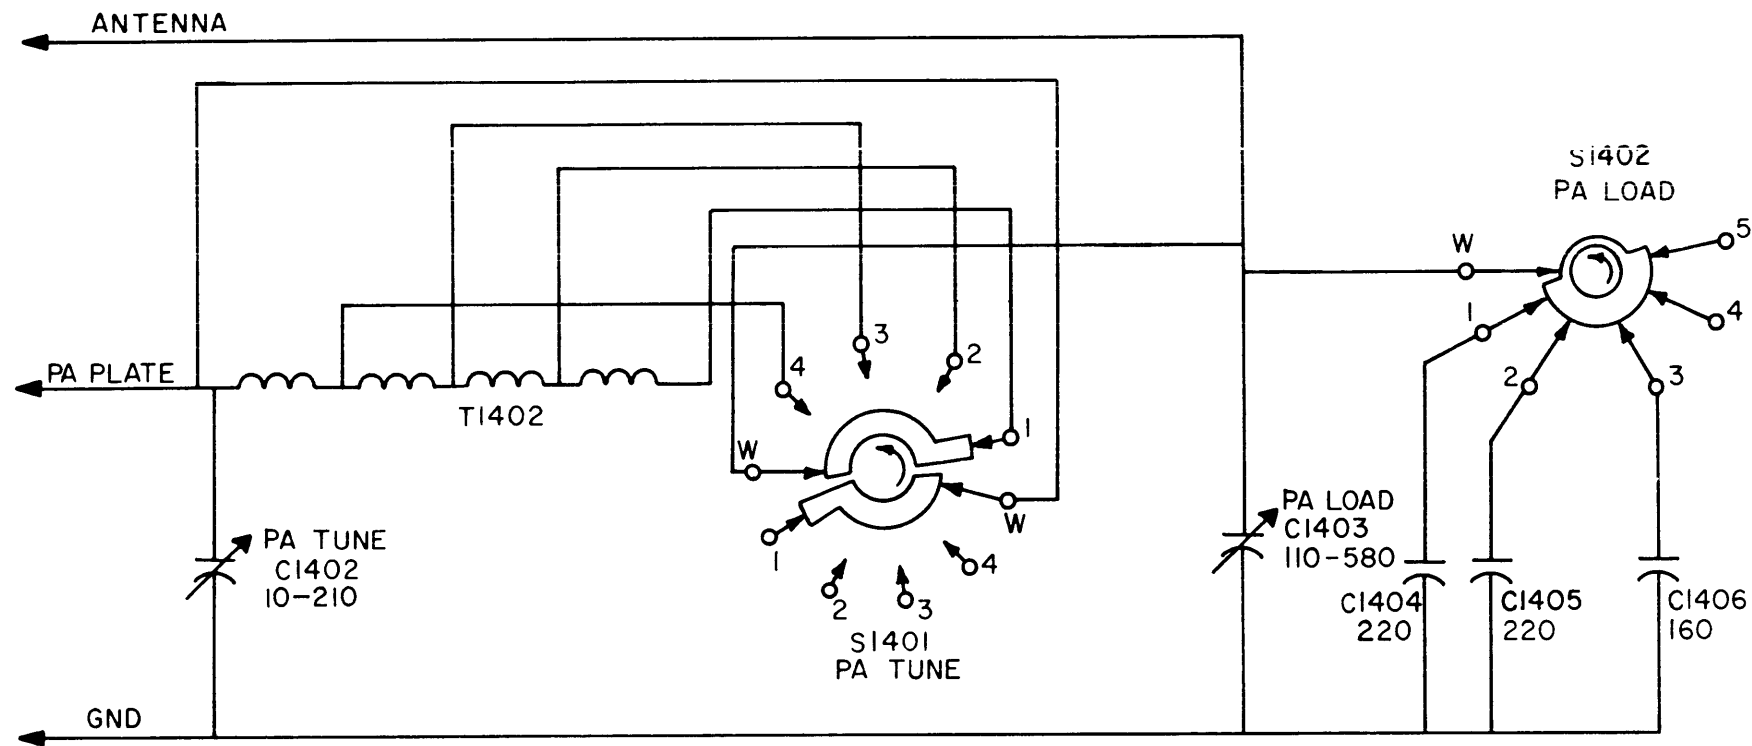 ANTENNA
S1402
PA LOAD
W
5
1
4
2
3
3
2
4
1
PA PLATE
T1402
W
W
1
4
2
3
S1401
PA TUNE
PA TUNE
C1402
10-210
PA LOAD
C1403
110-580
C1404
220
C1405
220
C1406
160
GND